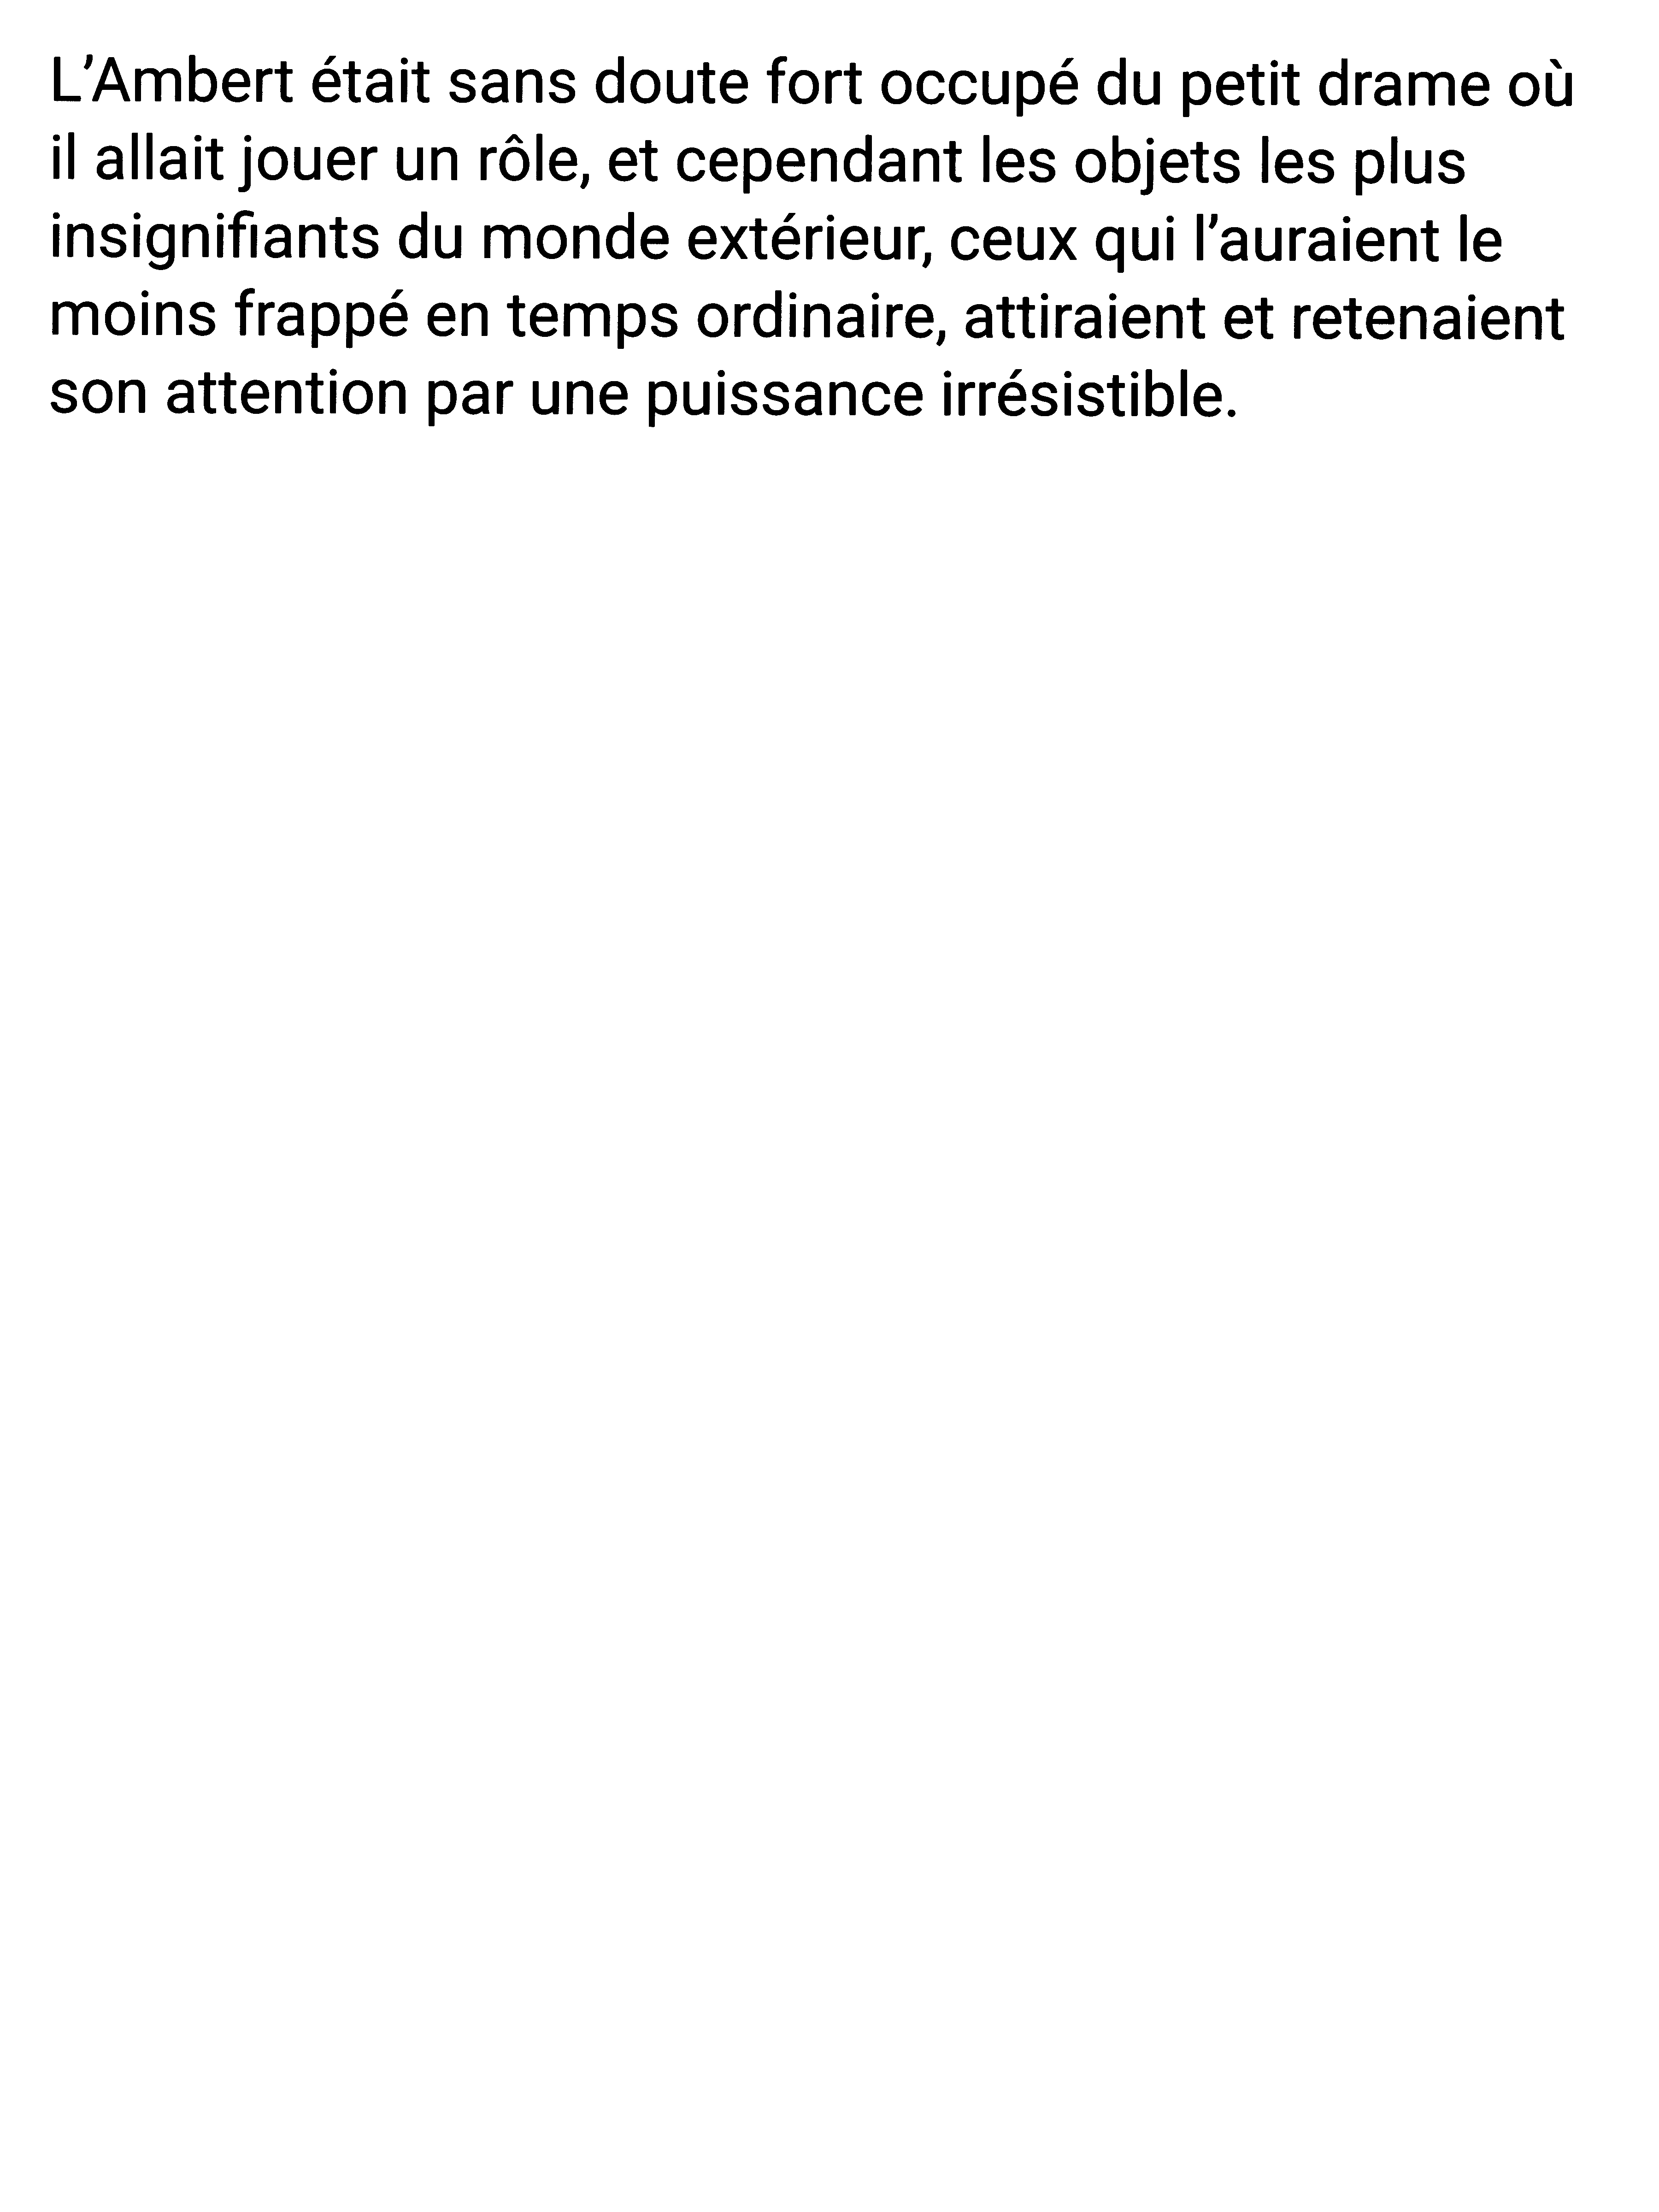 L’Ambert était sans doute fort occupé du petit drame où
il allait jouer un rôle, et cependant les objets les plus
insignifiants du monde extérieur, ceux qui l’auraient le
moins frappé en temps ordinaire, attiraient et retenaient
son attention par une puissance irrésistible.